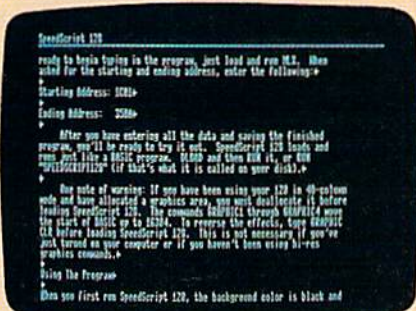 SpeedScript 128
ready to begin typing in the program, just load and run MLX. When
asked for the starting and ending address, enter the following:
Starting Address: 1C01
Ending Address:
After you have entering all the data and saving the finished
program, you'll be ready to try it out. SpeedScript 128 loads and
runs just like a BASIC program. DLOAD and then RUN it, or RUN
"SPEEDSCRIPT128" (if that's what it is called on your disk).
One note of warning: If you have been using your 128 in 40-column
mode and have allocated a graphics area, you must deallocate it before
loading SpeedScript 128. The commands GRAPHIC1 through GRAPHIC4 move
BASIC up to To reverse the effects, type GRAPHIC
CLR before loading SpeedScript 128. This is not necessary if you've
just turned on your computer or if you haven't been using hi-res
graphics commands.
Using The Program
When you first run SpeedScript 128, the background color is black and